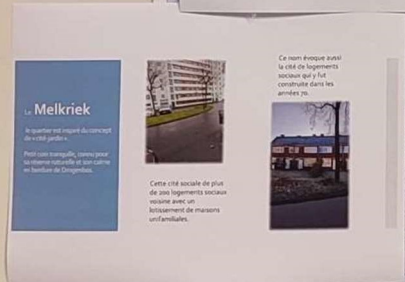 Le Melkriek
le quartier est inspiré du concept
de « cité-jardin ».
Petit coin tranquille, connu pour
sa réserve naturelle et son calme
en bordure de Drogenbos.
Cette cité sociale de plus
de 200 logements sociaux
voisine avec un
lotissement de maisons
unifamiliales.
Ce nom évoque aussi
la cité de logements
sociaux qui y fut
construite dans les
années 70.